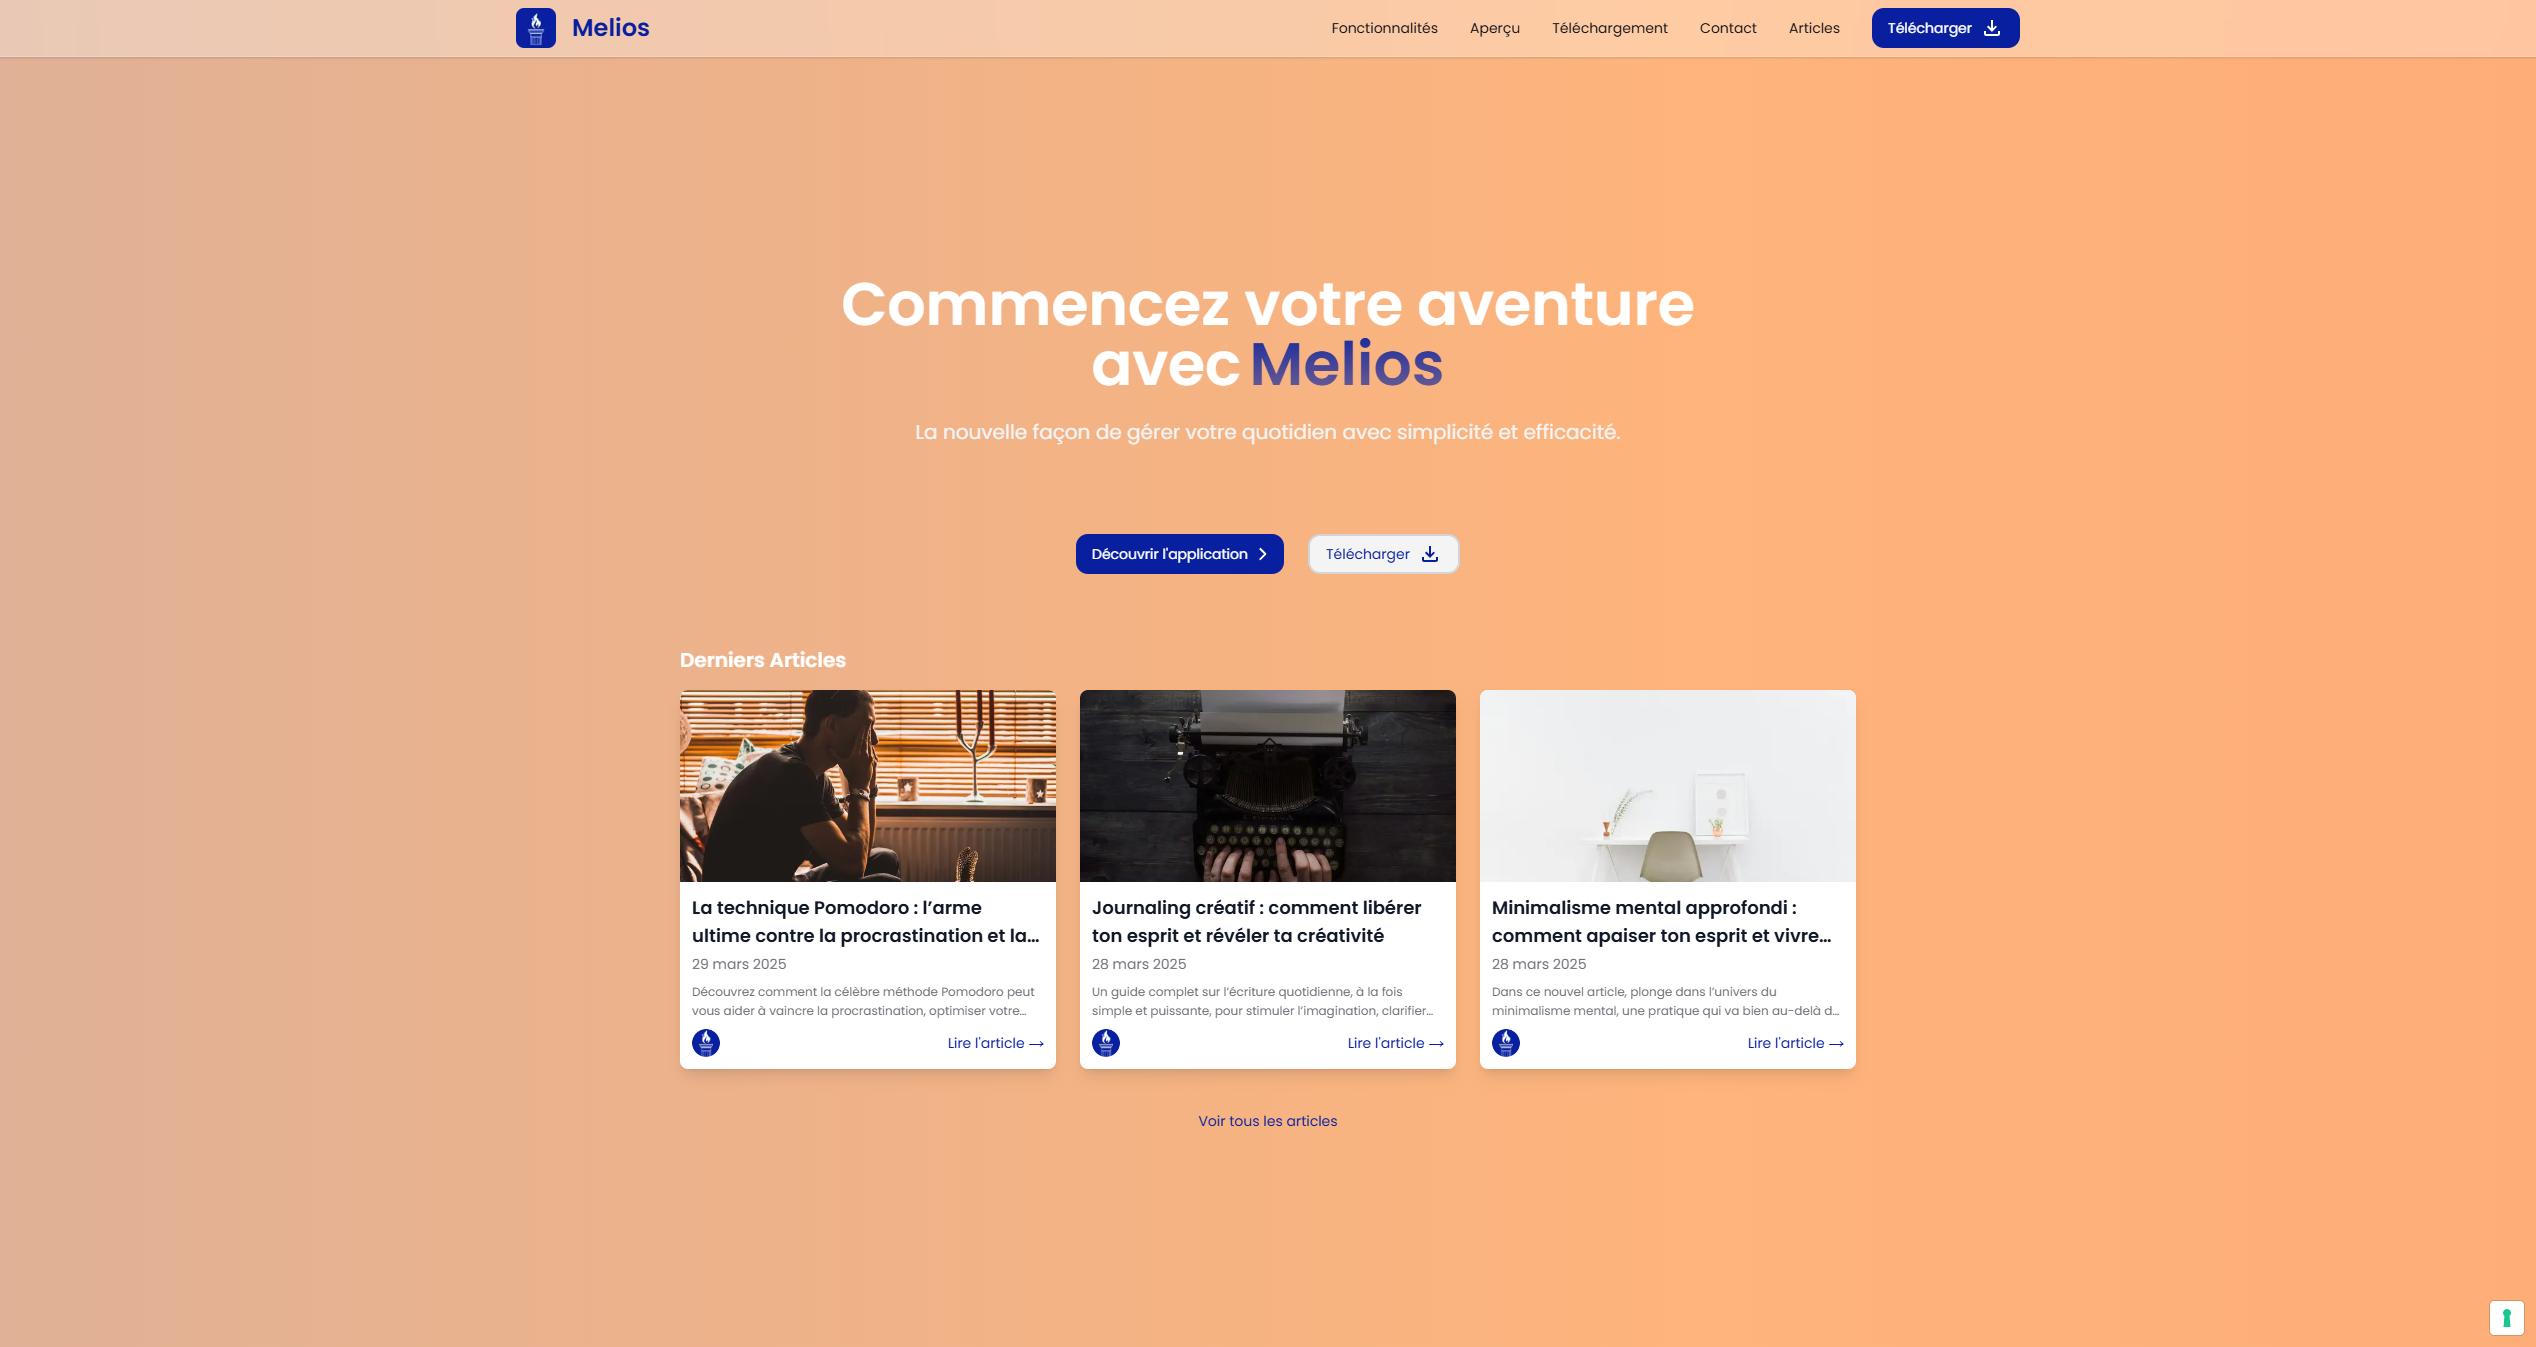 Melios
Fonctionnalités
Aperçu
Téléchargement
Contact
Articles
Télécharger
Commencez votre aventure
avec Melios
La nouvelle façon de gérer votre quotidien avec simplicité et efficacité.
Découvrir l'application
Télécharger
Derniers Articles
La technique Pomodoro : l’arme
ultime contre la procrastination et la...
29 mars 2025
Découvrez comment la célèbre méthode Pomodoro peut
vous aider à vaincre la procrastination, optimiser votre...
Lire l'article →
Journaling créatif : comment libérer
ton esprit et révéler ta créativité
28 mars 2025
Un guide complet sur l’écriture quotidienne, à la fois
simple et puissante, pour stimuler l’imagination, clarifier...
Lire l'article →
Minimalisme mental approfondi :
comment apaiser ton esprit et vivre...
28 mars 2025
Dans ce nouvel article, plonge dans l’univers du
minimalisme mental, une pratique qui va bien au-delà d...
Lire l'article →
Voir tous les articles